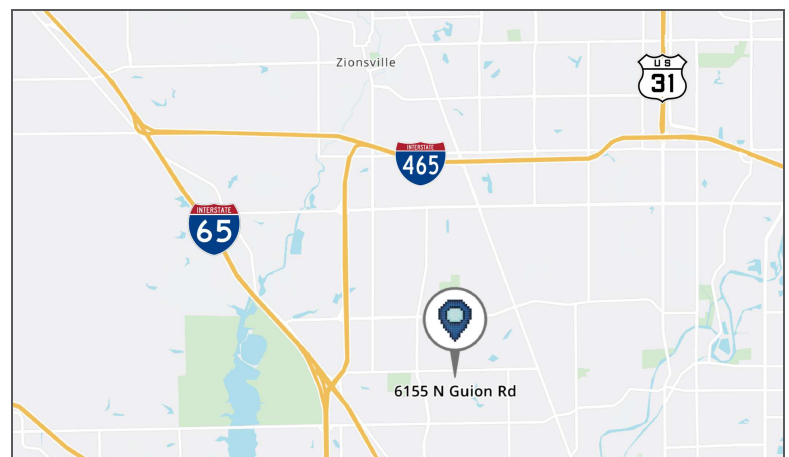 Zionsville
US
31
INTERSTATE
465
INTERSTATE
65
6155 N Guion Rd